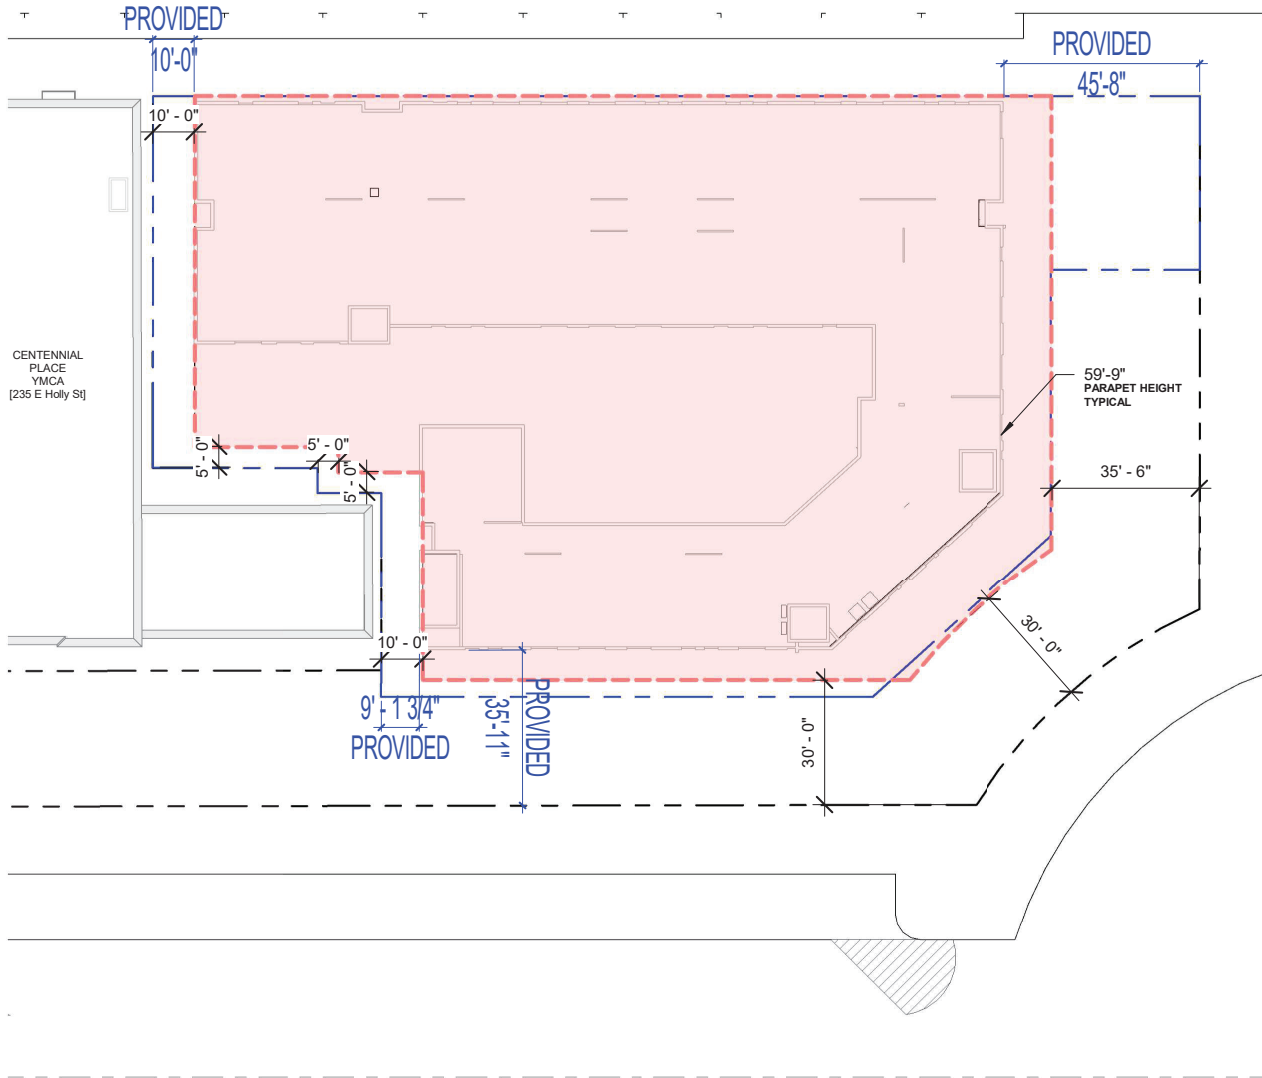 PROVIDED
10'-0"
PROVIDED
45'-8"
10' - 0"
CENTENNIAL
PLACE
YMCA
[235 E Holly St]
59'-9"
PARAPET HEIGHT
TYPICAL
5' - 0"
5' - 0"
5' - 0"
35' - 6"
30' - 0"
10' - 0"
9' - 1 3/4"
PROVIDED
35'-11"
PROVIDED
30' - 0"